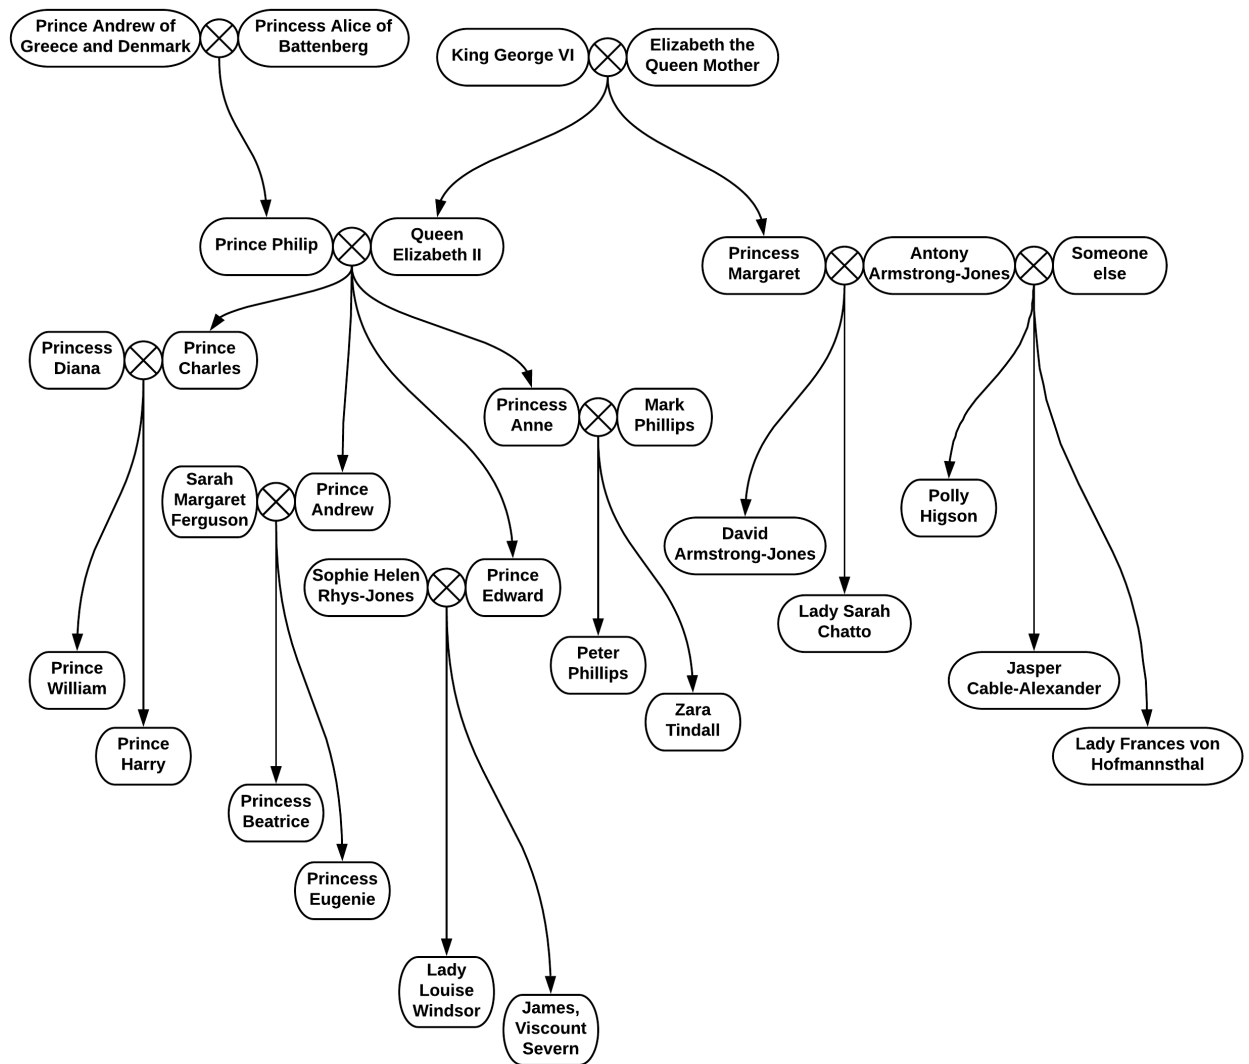 Prince Andrew of
Greece and Denmark
Princess Alice of
Battenberg
King George VI
Elizabeth the
Queen Mother
Prince Philip
Queen
Elizabeth II
Princess
Margaret
Antony
Armstrong-Jones
Someone
else
Princess
Diana
Prince
Charles
Princess
Anne
Mark
Phillips
Sarah
Margaret
Ferguson
Prince
Andrew
Polly
Higson
David
Armstrong-Jones
Sophie Helen
Rhys-Jones
Prince
Edward
Lady Sarah
Chatto
Peter
Phillips
Prince
William
Jasper
Cable-Alexander
Zara
Tindall
Prince
Harry
Lady Frances von
Hofmannsthal
Princess
Beatrice
Princess
Eugenie
Lady
Louise
Windsor
James,
Viscount
Severn